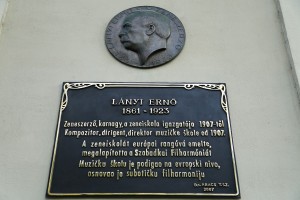 LÁNYI ERNŐ
1861 - 1923
Zeneszerző, karnagy, a zeneiskola igazgatója 1907-től
Kompozitor, dirigent, direktor muzičke škole od 1907.
A zeneiskolát európai rangúvá emelte,
megalapította a Szabadkai Filharmóniát
Muzičku školu je podigao na evropski nivo,
osnovao je subotičku filharmoniju